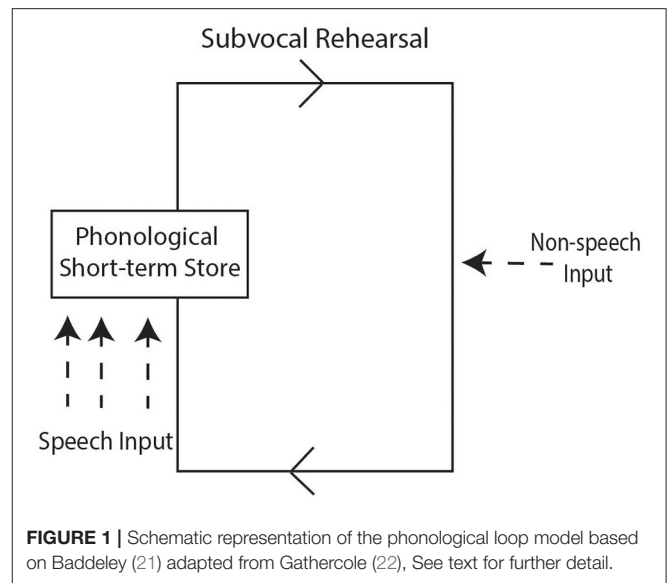 Subvocal Rehearsal
Phonological
Short-term Store
Non-speech
Input
Speech Input
FIGURE 1 | Schematic representation of the phonological loop model based
on Baddeley (21) adapted from Gathercole (22), See text for further detail.